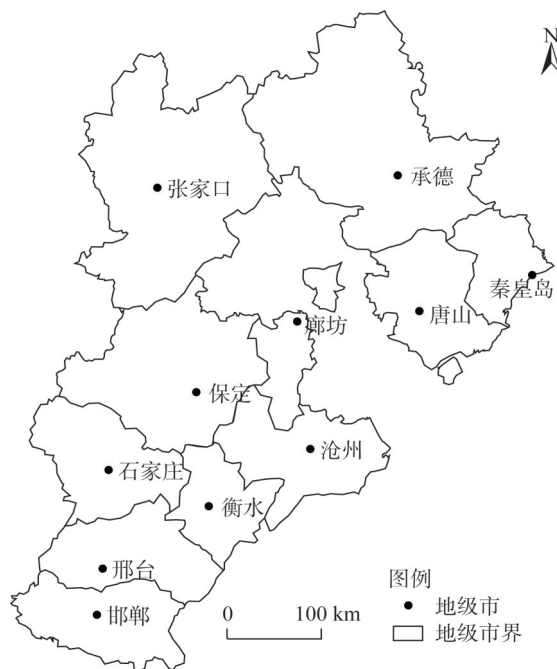 N
张家口
承德
秦皇岛
唐山
廊坊
保定
沧州
石家庄
衡水
邢台
邯郸
0 100 km
图例
地级市
地级市界